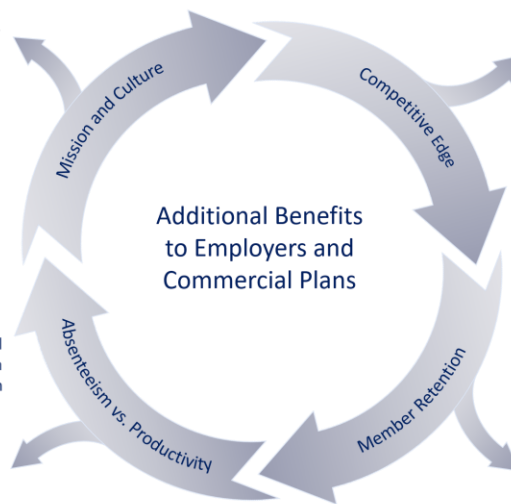 Mission and Culture
Competitive Edge
Additional Benefits
to Employers and
Commercial Plans
Absenteeism vs. Productivity
Member Retention